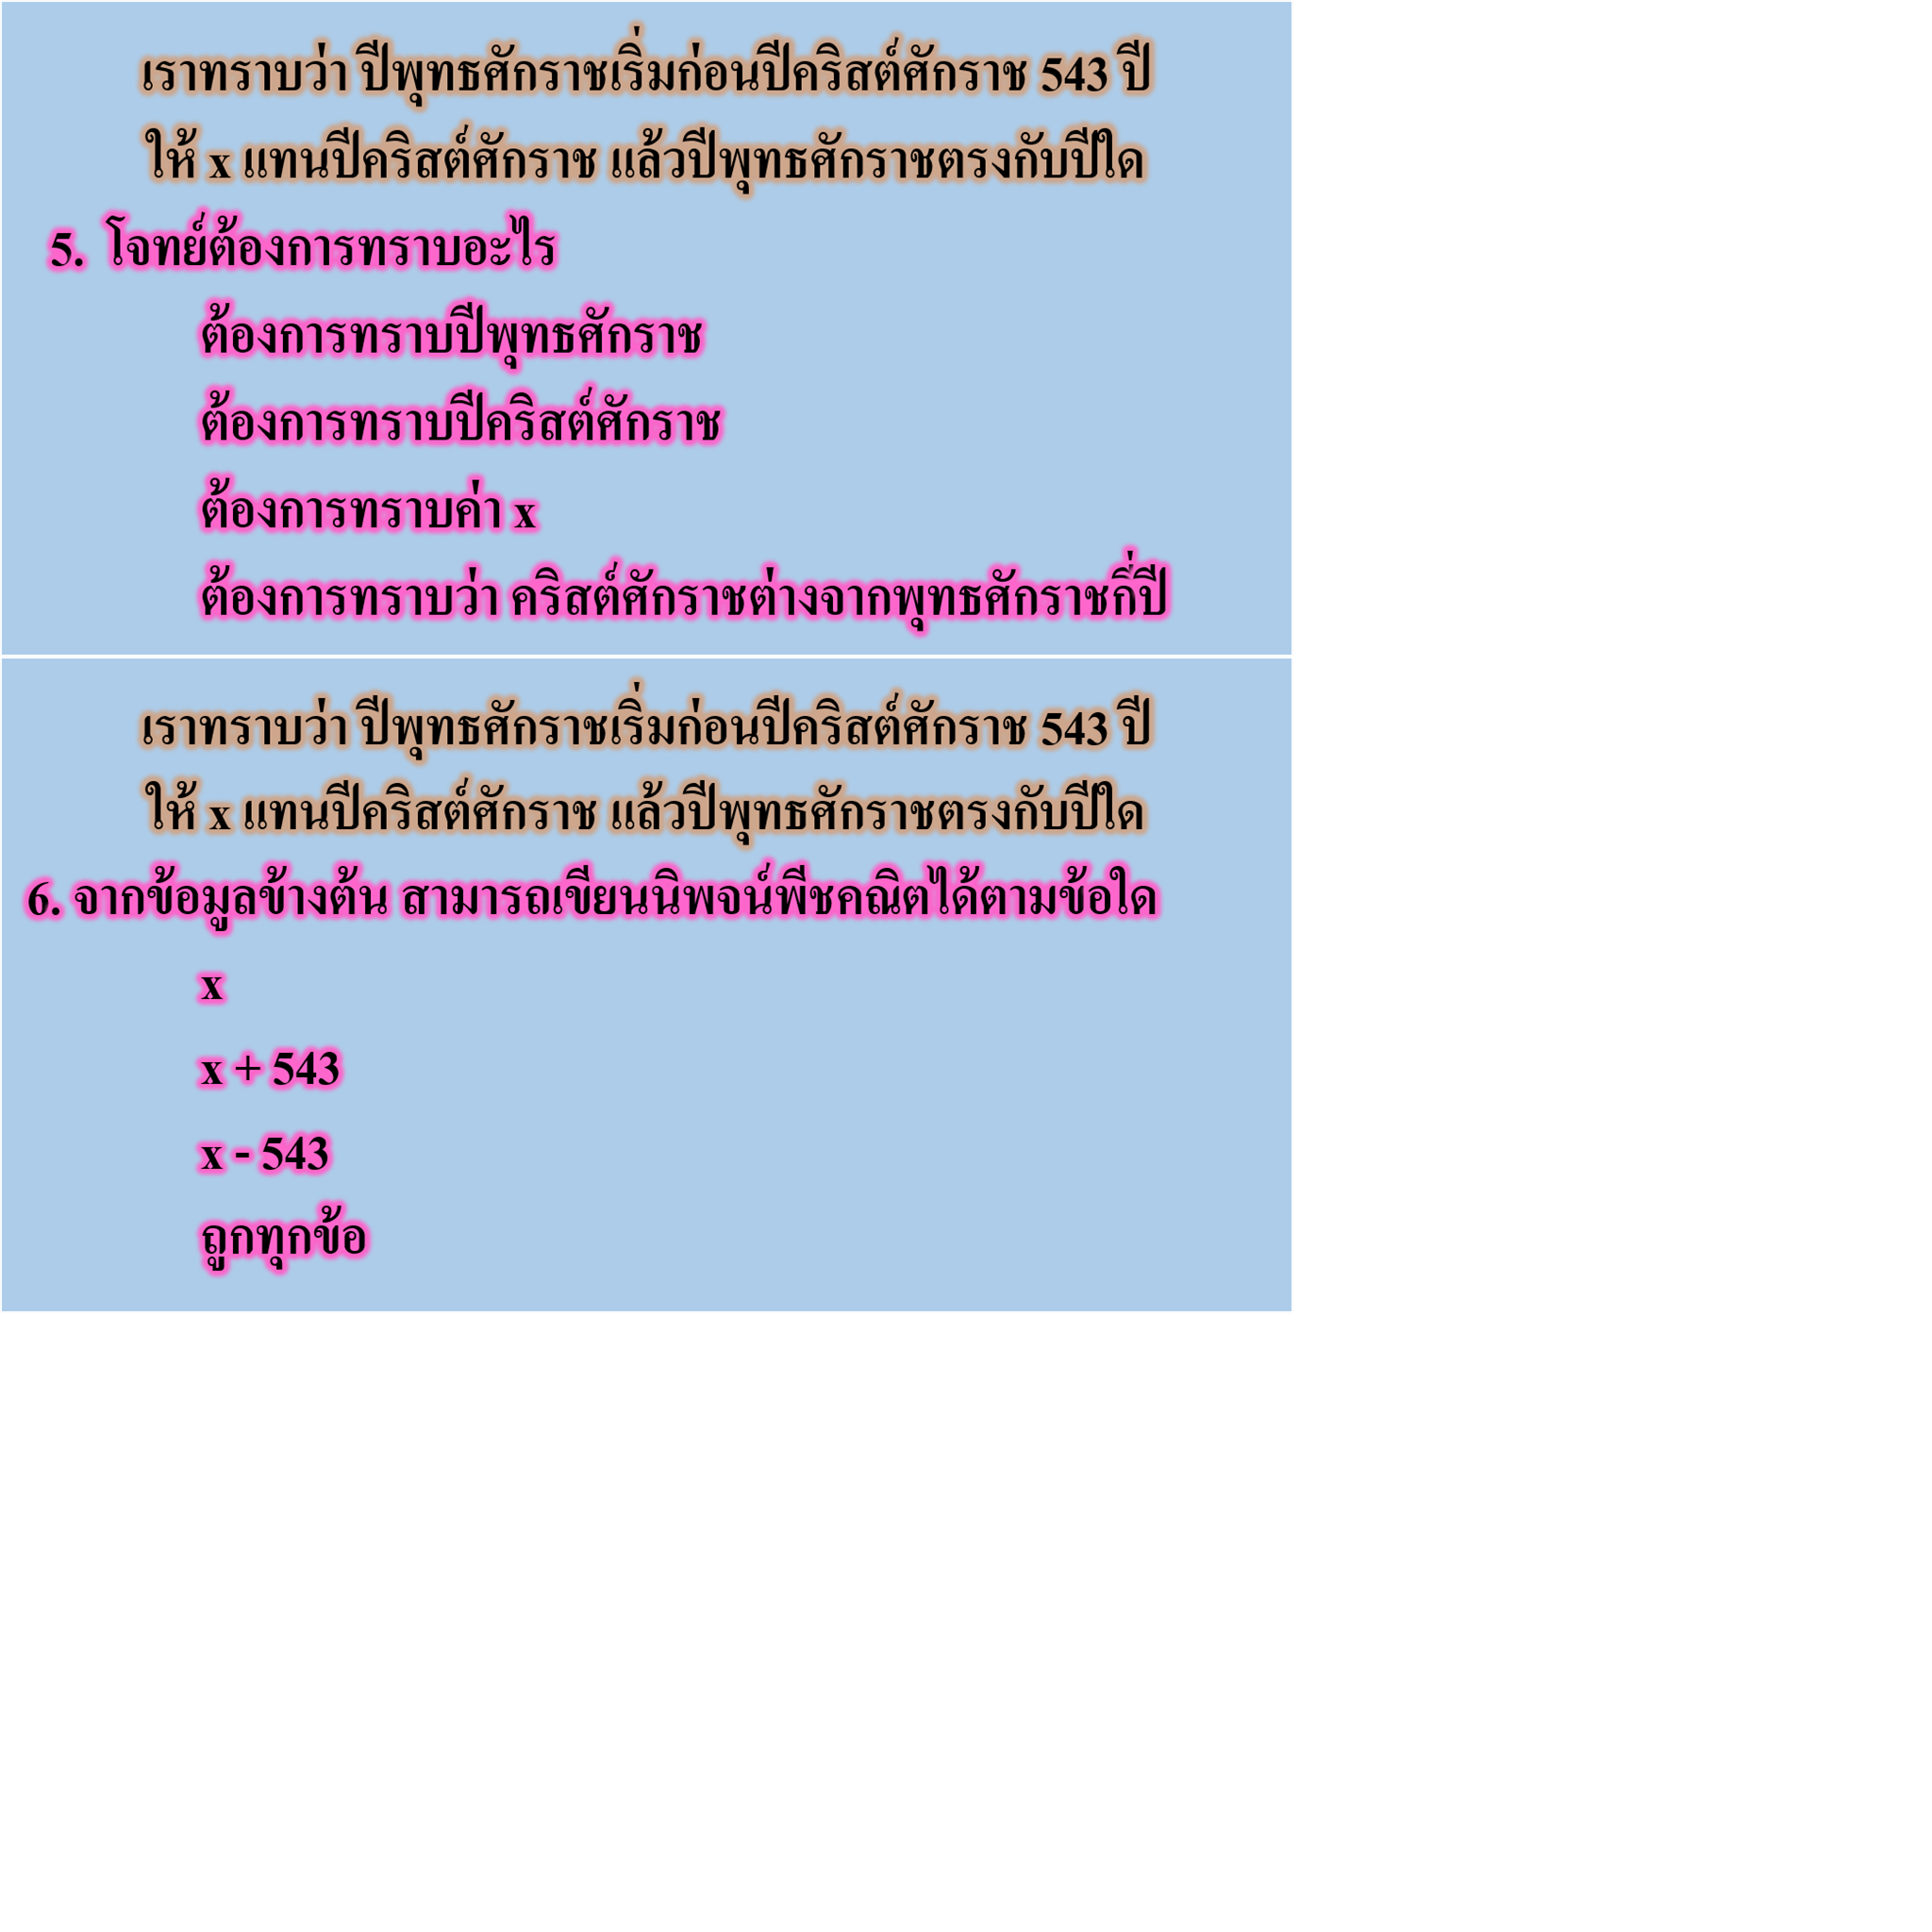 เราทราบว่า ปีพุทธศักราชเริ่มก่อนปีคริสต์ศักราช 543 ปี
ให้ x แทนปีคริสต์ศักราช แล้วปีพุทธศักราชตรงกับปีใด
5. โจทย์ต้องการทราบอะไร
ต้องการทราบปีพุทธศักราช
ต้องการทราบปีคริสต์ศักราช
ต้องการทราบค่า x
ต้องการทราบว่า คริสต์ศักราชต่างจากพุทธศักราชกี่ปี
เราทราบว่า ปีพุทธศักราชเริ่มก่อนปีคริสต์ศักราช 543 ปี
ให้ x แทนปีคริสต์ศักราช แล้วปีพุทธศักราชตรงกับปีใด
6. จากข้อมูลข้างต้น สามารถเขียนนิพจน์พีชคณิตได้ตามข้อใด
x
x + 543
x - 543
ถูกทุกข้อ